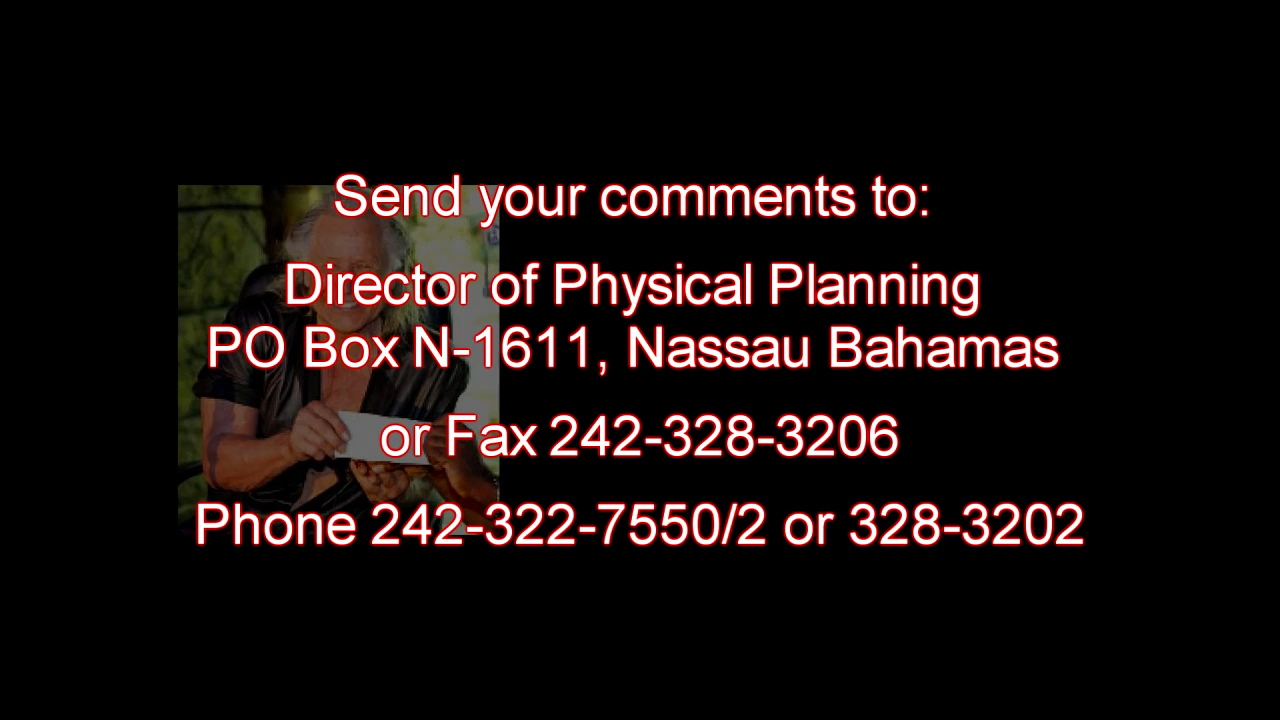 Send your comments to:
Director of Physical Planning
PO Box N-1611, Nassau Bahamas
or Fax 242-328-3206
Phone 242-322-7550/2 or 328-3202